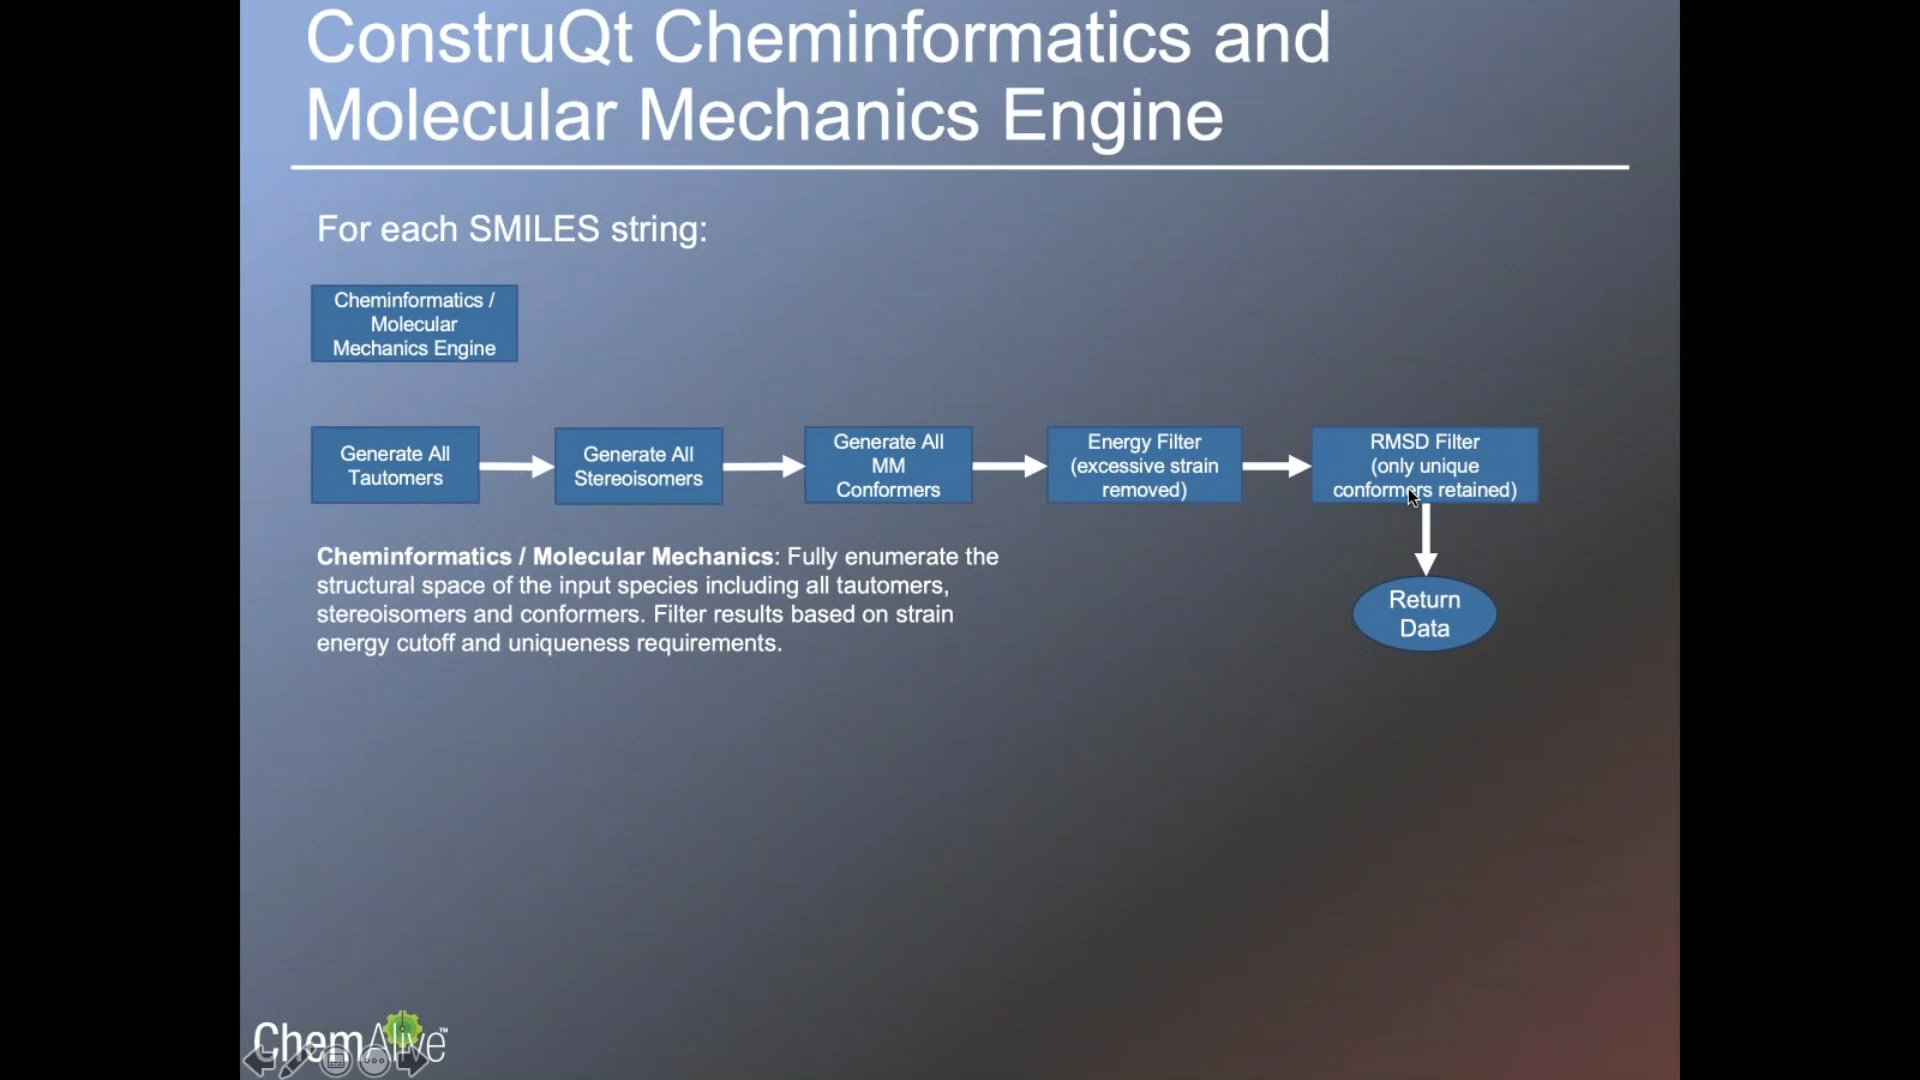 ConstruQt Cheminformatics and
Molecular Mechanics Engine
For each SMILES string:
Cheminformatics /
Molecular
Mechanics Engine
Generate All
Tautomers
Generate All
Stereoisomers
Generate All
MM
Conformers
Energy Filter
(excessive strain
removed)
RMSD Filter
(only unique
conformers retained)
Return
Data
Cheminformatics / Molecular Mechanics: Fully enumerate the
structural space of the input species including all tautomers,
stereoisomers and conformers. Filter results based on strain
energy cutoff and uniqueness requirements.
ChemAlive™